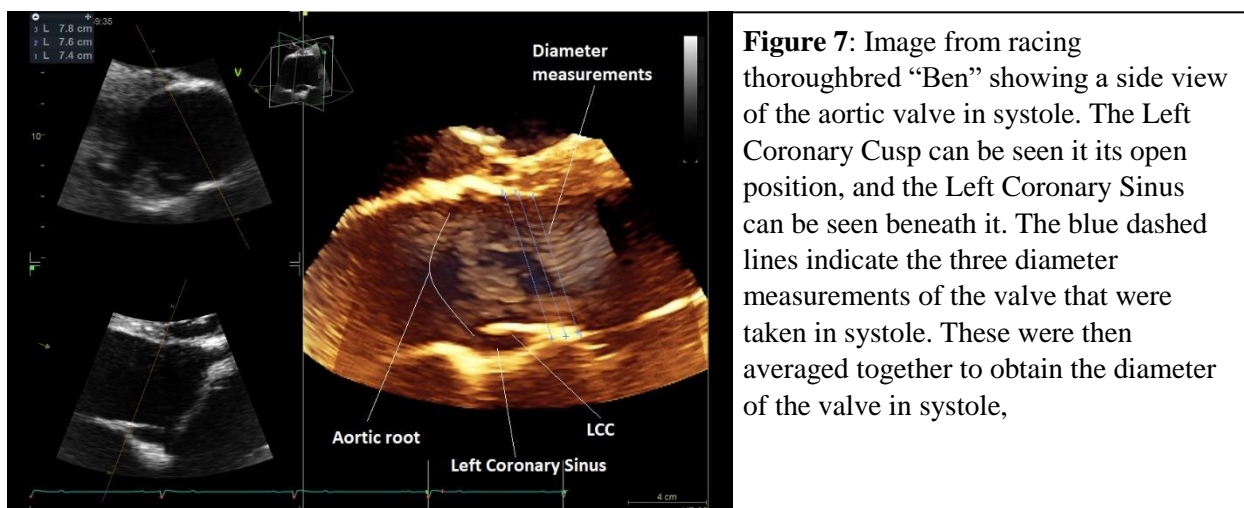 9:35
3 L 7.8 cm
2 L 7.6 cm
1 L 7.4 cm
V
10
Diameter
measurements
Aortic root
LCC
Left Coronary Sinus
4 cm
Figure 7: Image from racing
thoroughbred “Ben” showing a side view
of the aortic valve in systole. The Left
Coronary Cusp can be seen it its open
position, and the Left Coronary Sinus
can be seen beneath it. The blue dashed
lines indicate the three diameter
measurements of the valve that were
taken in systole. These were then
averaged together to obtain the diameter
of the valve in systole,